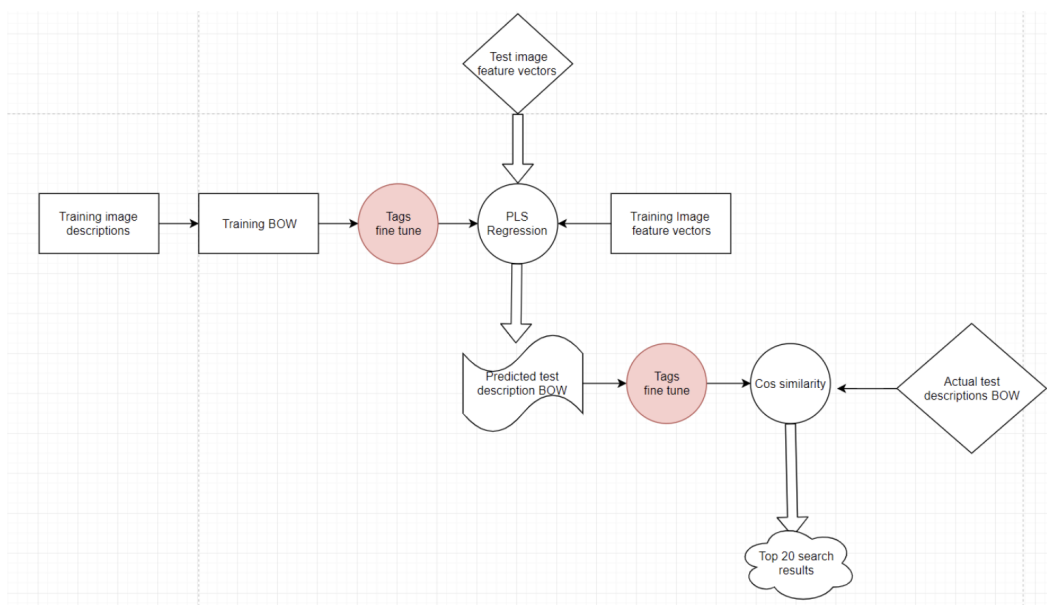 Test image
feature vectors
Training image
descriptions
Training BOW
Tags
fine tune
PLS
Regression
Training Image
feature vectors
Predicted test
description BOW
Tags
fine tune
Cos similarity
Actual test
descriptions BOW
Top 20 search
results